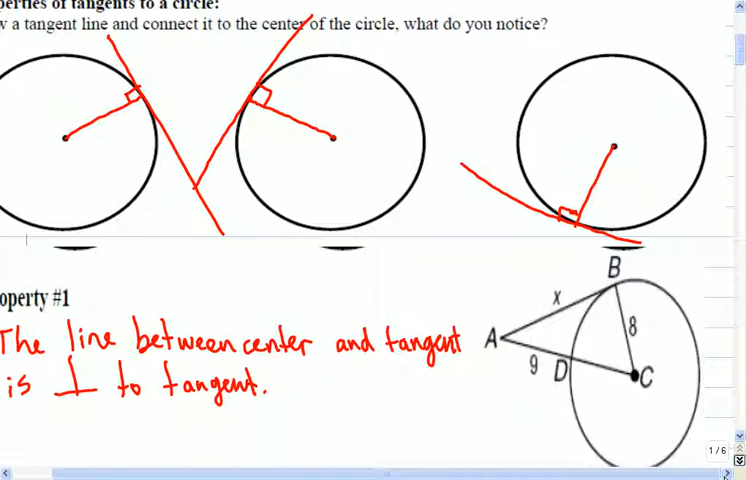 perties of tangents to a circle:
w a tangent line and connect it to the center of the circle, what do you notice?
operty #1
The line between center and tangent
is ⊥ to tangent.
B
x
8
A
9
D
C
1 / 6